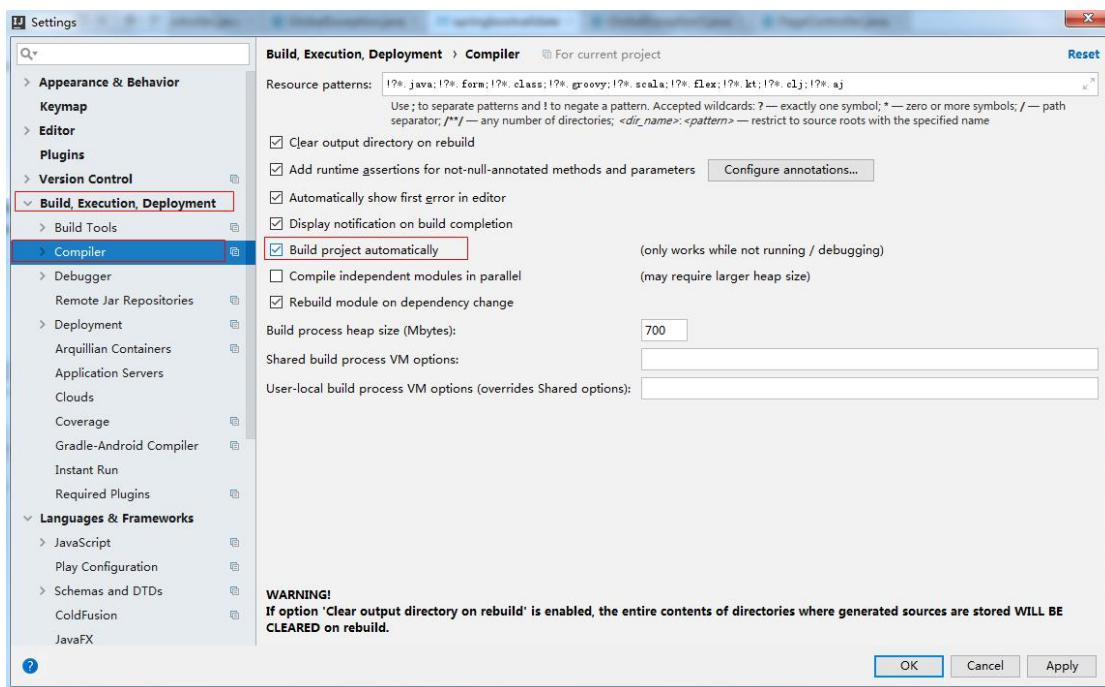 Settings
Build, Execution, Deployment › Compiler For current project Reset
Appearance & Behavior
Keymap
Editor
Plugins
Version Control
Build, Execution, Deployment
Build Tools
Compiler
Debugger
Remote Jar Repositories
Deployment
Arquillian Containers
Application Servers
Clouds
Coverage
Gradle-Android Compiler
Instant Run
Required Plugins
Languages & Frameworks
JavaScript
Play Configuration
Schemas and DTDs
ColdFusion
JavaFX
Resource patterns: !?*.java;!?*.form;!?*.class;!?*.groovy;!?*.scala;!?*.flex;!?*.kt;!?*.clj;!?*.aj
Use ; to separate patterns and ! to negate a pattern. Accepted wildcards: ? — exactly one symbol; * — zero or more symbols; / — path
separator; /**/ — any number of directories; <dir_name>:<pattern> — restrict to source roots with the specified name
Clear output directory on rebuild
Add runtime assertions for not-null-annotated methods and parameters Configure annotations...
Automatically show first error in editor
Display notification on build completion
Build project automatically (only works while not running / debugging)
Compile independent modules in parallel (may require larger heap size)
Rebuild module on dependency change
Build process heap size (Mbytes): 700
Shared build process VM options:
User-local build process VM options (overrides Shared options):
WARNING!
If option 'Clear output directory on rebuild' is enabled, the entire contents of directories where generated sources are stored WILL BE
CLEARED on rebuild.
? OK Cancel Apply